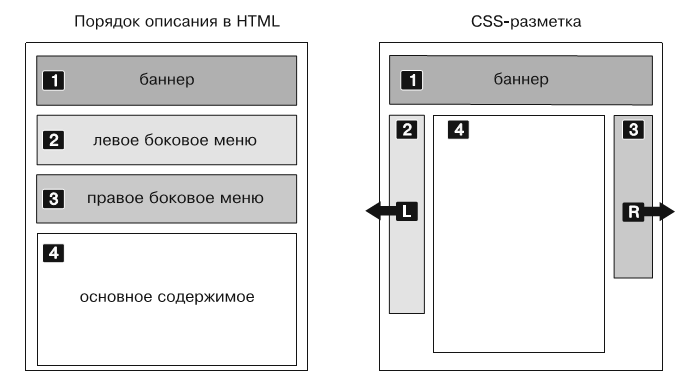 Порядок описания в HTML
1 баннер
2 левое боковое меню
3 правое боковое меню
4
основное содержимое
CSS-разметка
1 баннер
2 4 3
L R